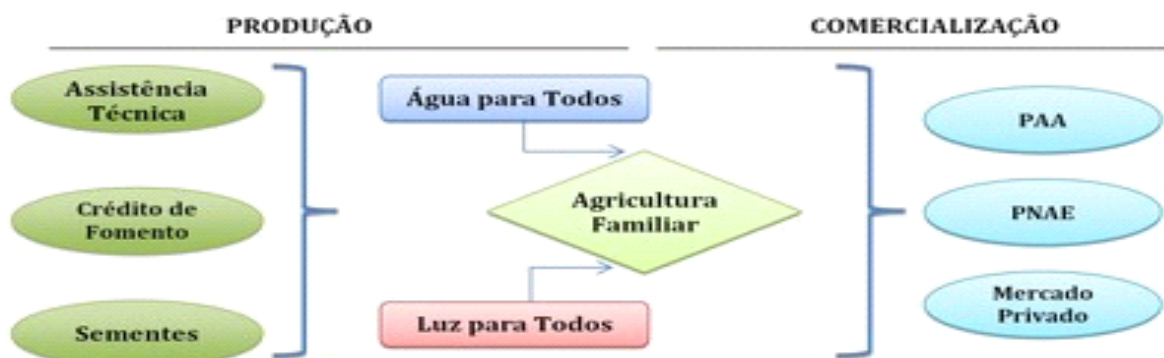 PRODUÇÃO
COMERCIALIZAÇÃO
Assistência
Técnica
Crédito de
Fomento
Sementes
Água para Todos
Agricultura
Familiar
Luz para Todos
PAA
PNAE
Mercado
Privado